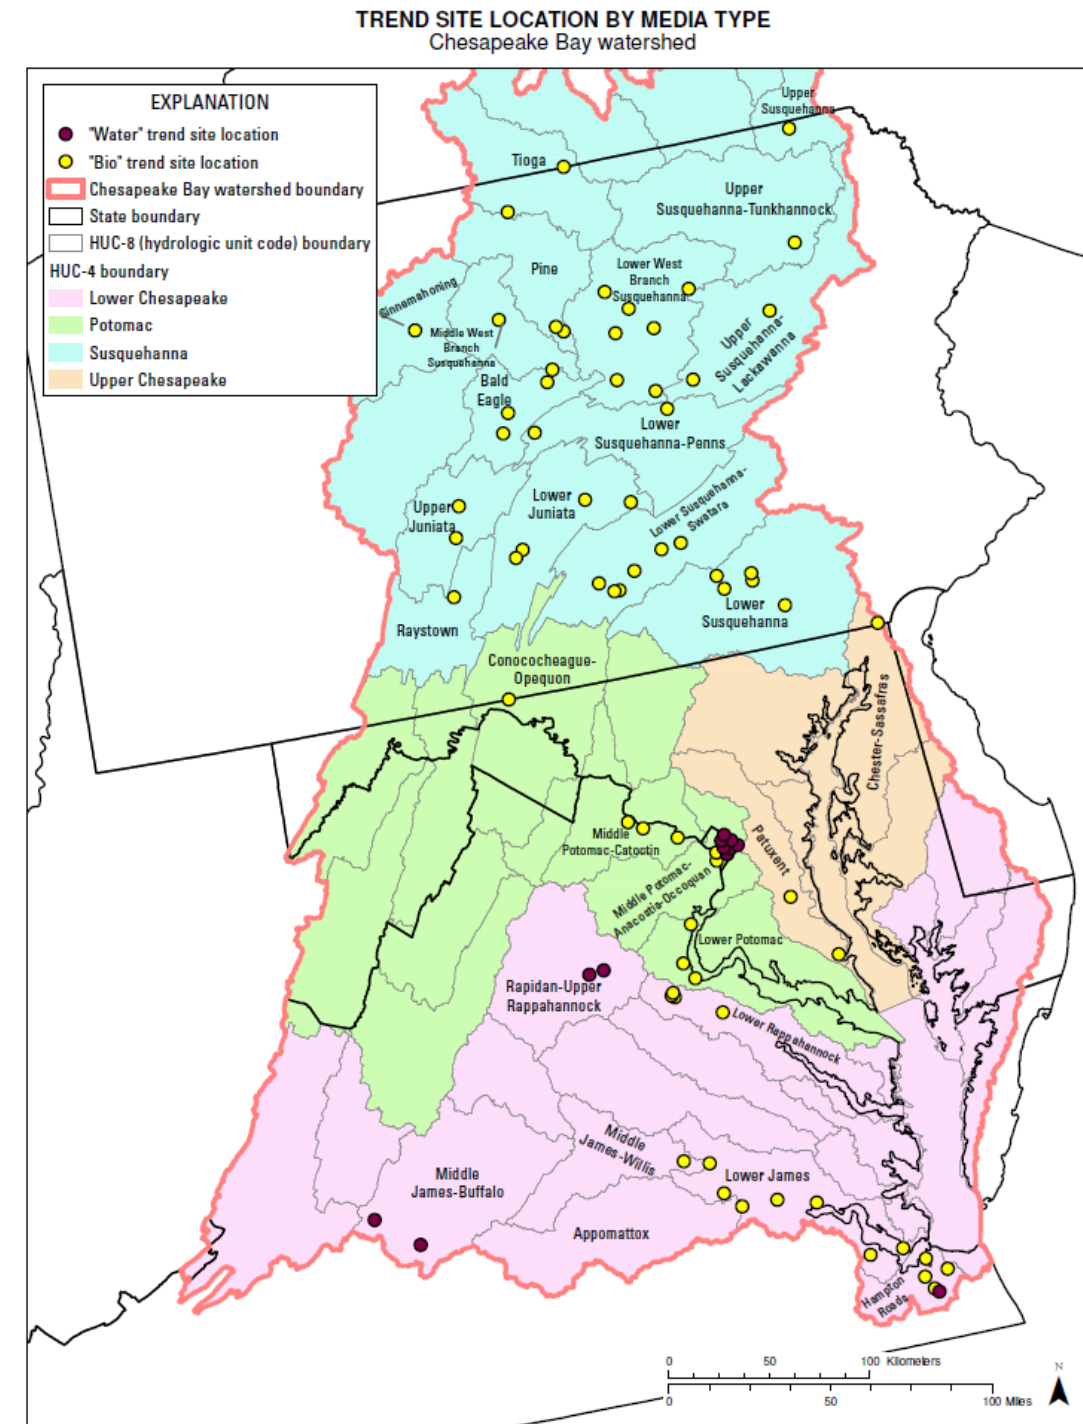 TREND SITE LOCATION BY MEDIA TYPE
Chesapeake Bay watershed
EXPLANATION
"Water" trend site location
"Bio" trend site location
Chesapeake Bay watershed boundary
State boundary
HUC-8 (hydrologic unit code) boundary
HUC-4 boundary
Lower Chesapeake
Potomac
Susquehanna
Upper Chesapeake
Upper
Susquehanna
Tioga
Upper
Susquehanna-Tunkhannock
Pine
Lower West
Branch
Susquehanna
Sinnemahoning
Middle West
Branch
Susquehanna
Upper
Susquehanna-
Lackawanna
Bald
Eagle
Lower
Susquehanna-Penns
Upper
Juniata
Lower
Juniata
Lower Susquehanna-
Swatara
Lower
Susquehanna
Raystown
Conococheague-
Opequon
Chester-Sassafras
Middle
Potomac-Catoctin
Patuxent
Middle Potomac-
Anacostia-Occoquan
Lower Potomac
Rapidan-Upper
Rappahannock
Lower Rappahannock
Middle
James-Willis
Middle
James-Buffalo
Lower James
Appomattox
Hampton
Roads
0 50 100 Kilometers
0 50 100 Miles
N